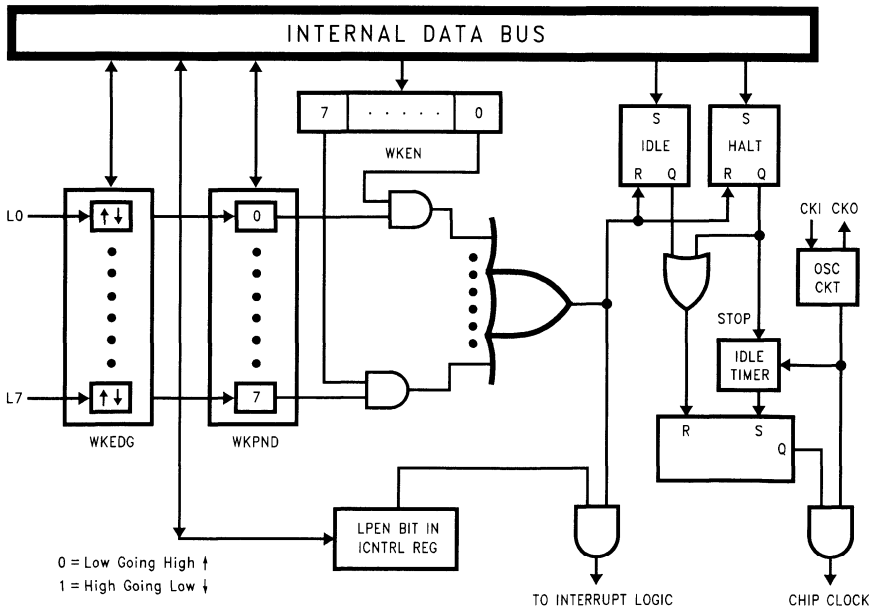 INTERNAL DATA BUS
7 . . . . . 0
WKEN
S
IDLE
R Q
S
HALT
R Q
L0
↑↓
0
CKI CKO
OSC
CKT
STOP
IDLE
TIMER
L7
↑↓
7
WKEDG
WKPND
R S
Q
LPEN BIT IN
ICNTRL REG
0 = Low Going High ↑
1 = High Going Low ↓
TO INTERRUPT LOGIC
CHIP CLOCK